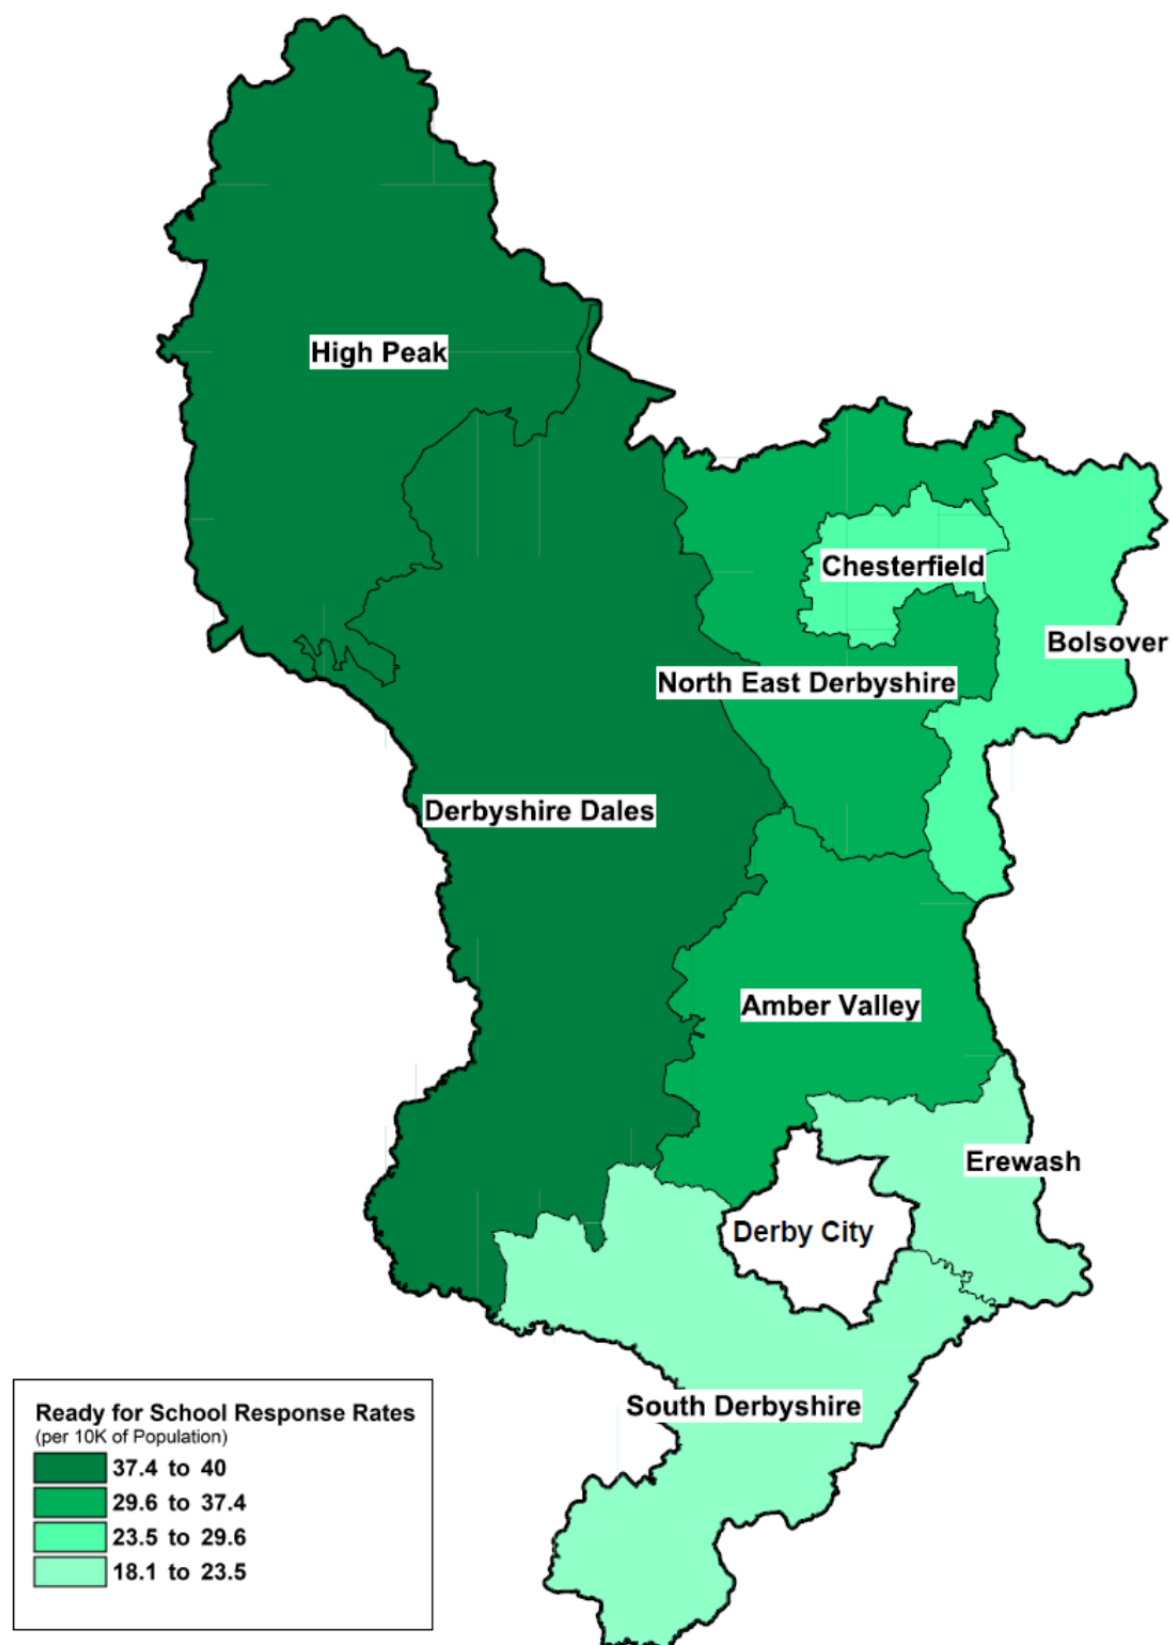 High Peak
Chesterfield
Bolsover
North East Derbyshire
Derbyshire Dales
Amber Valley
Erewash
Derby City
South Derbyshire
Ready for School Response Rates
(per 10K of Population)
37.4 to 40
29.6 to 37.4
23.5 to 29.6
18.1 to 23.5